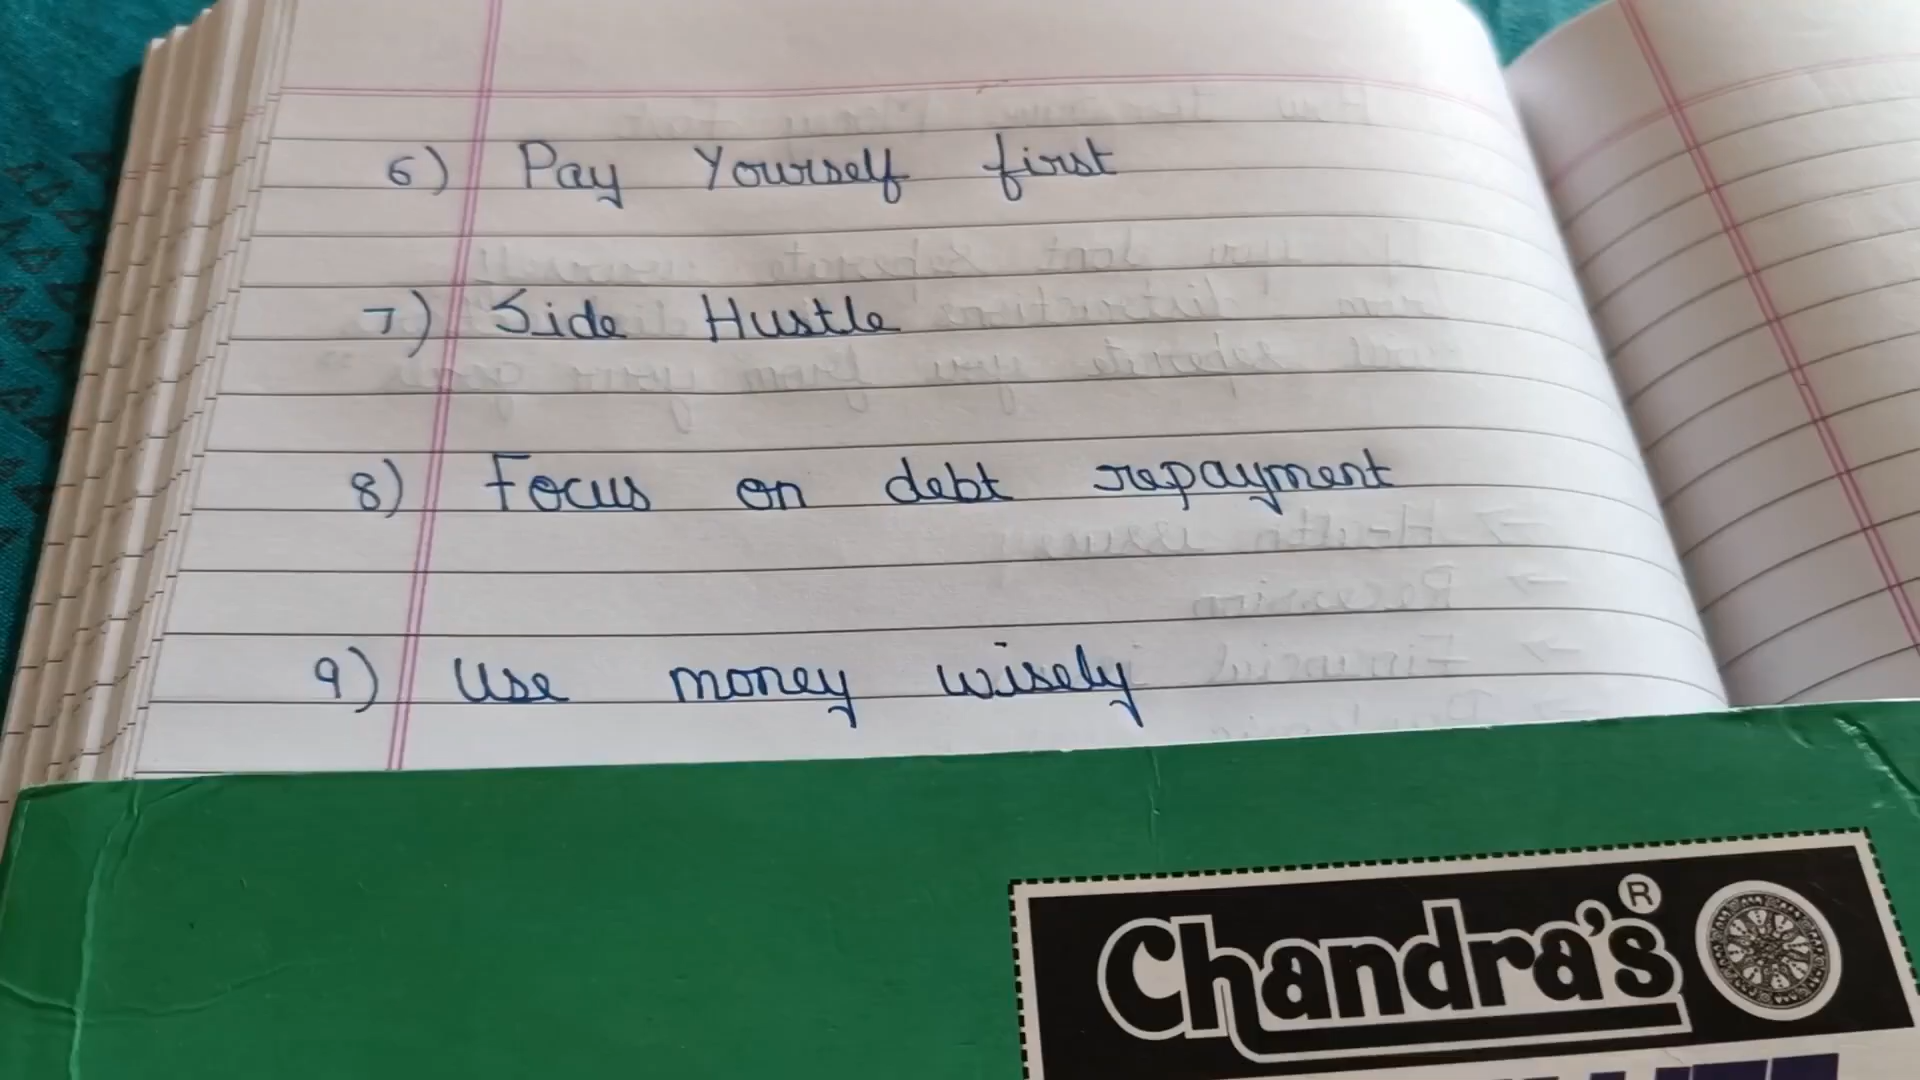 6) Pay Yourself first
7) Side Hustle
8) Focus on debt repayment
9) Use money wisely
Chandra's ®